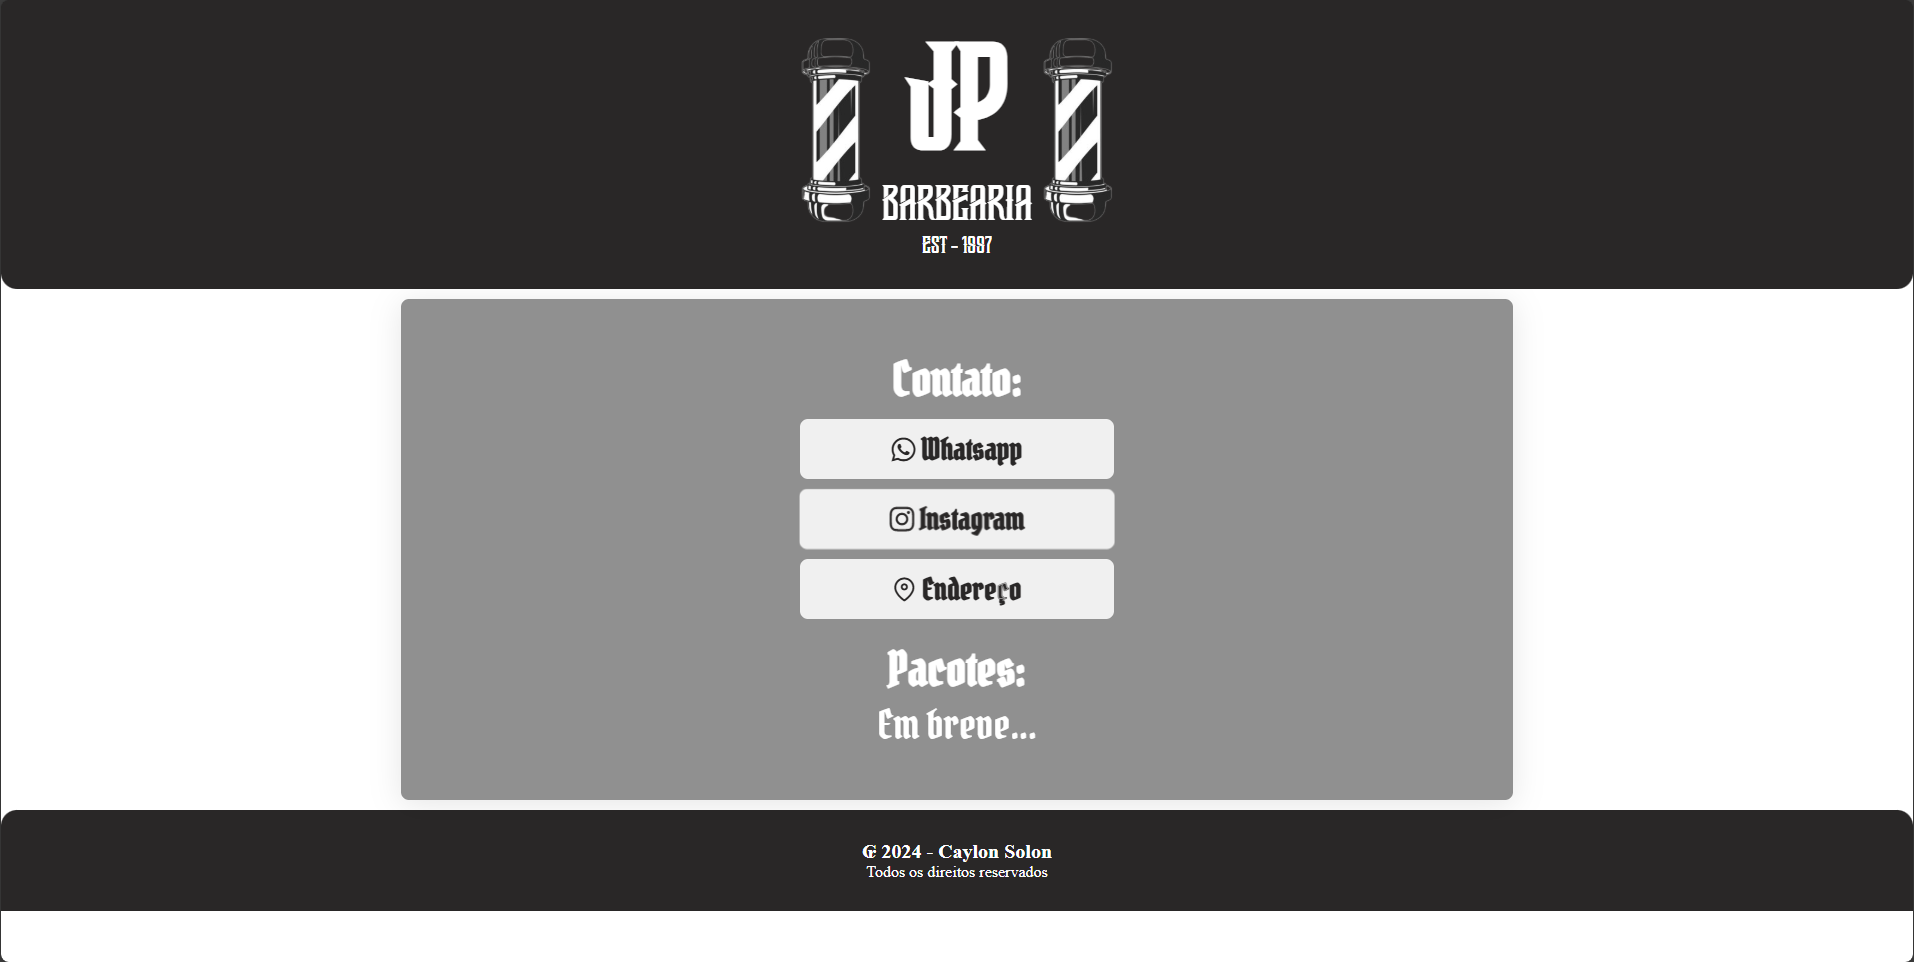 JP
BARBEARIA
EST - 1997
Contato:
Whatsapp
Instagram
Endereço
Pacotes:
Em breve...
2024 - Caylon Solon
Todos os direitos reservados